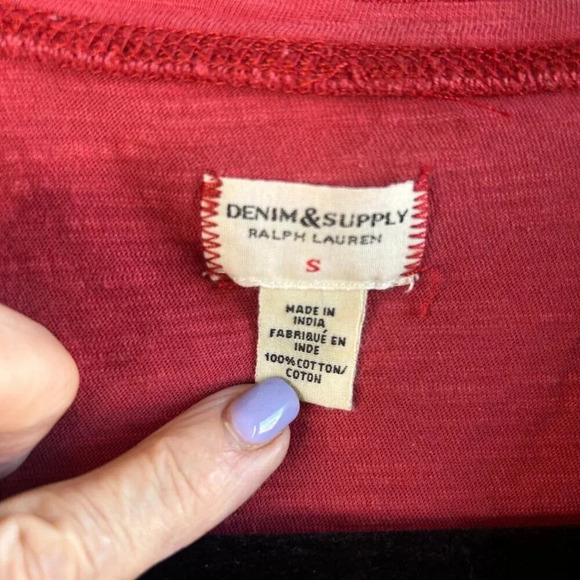 DENIM&SUPPLY
RALPH LAUREN
S
MADE IN
INDIA
FABRIQUÉ EN
INDE
100% COTTON/
COTON